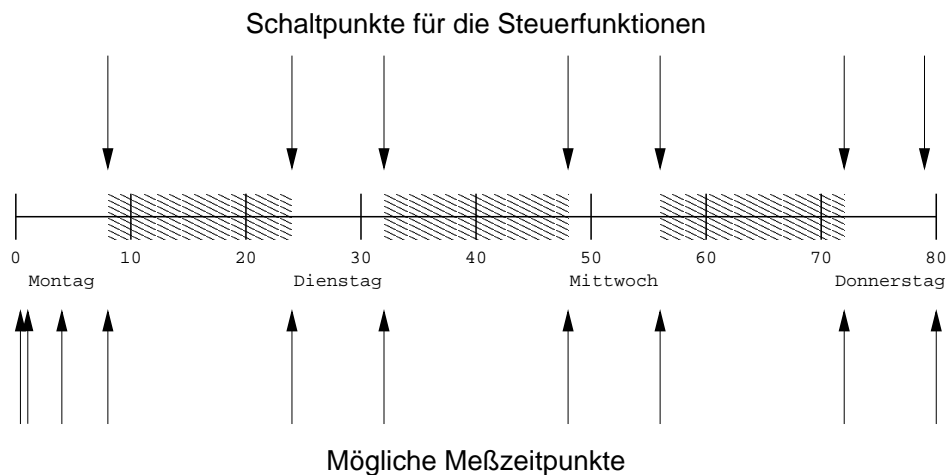 Schaltpunkte für die Steuerfunktionen
0 10 20 30 40 50 60 70 80
Montag Dienstag Mittwoch Donnerstag
Mögliche Meßzeitpunkte